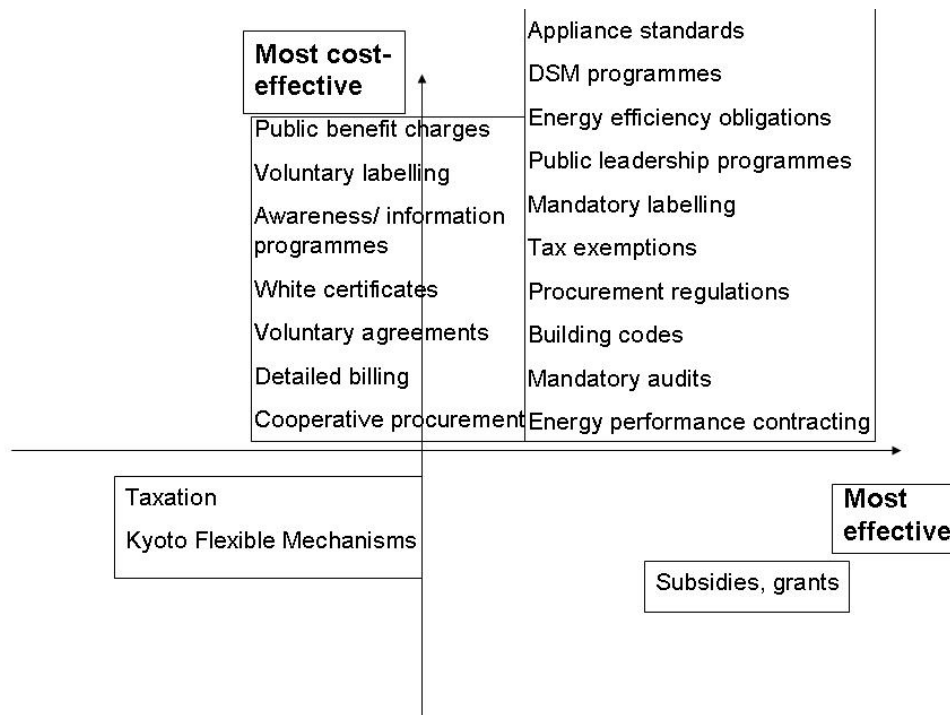 Most cost-
effective
Public benefit charges
Voluntary labelling
Awareness/ information
programmes
White certificates
Voluntary agreements
Detailed billing
Cooperative procurement
Appliance standards
DSM programmes
Energy efficiency obligations
Public leadership programmes
Mandatory labelling
Tax exemptions
Procurement regulations
Building codes
Mandatory audits
Energy performance contracting
Taxation
Kyoto Flexible Mechanisms
Most
effective
Subsidies, grants